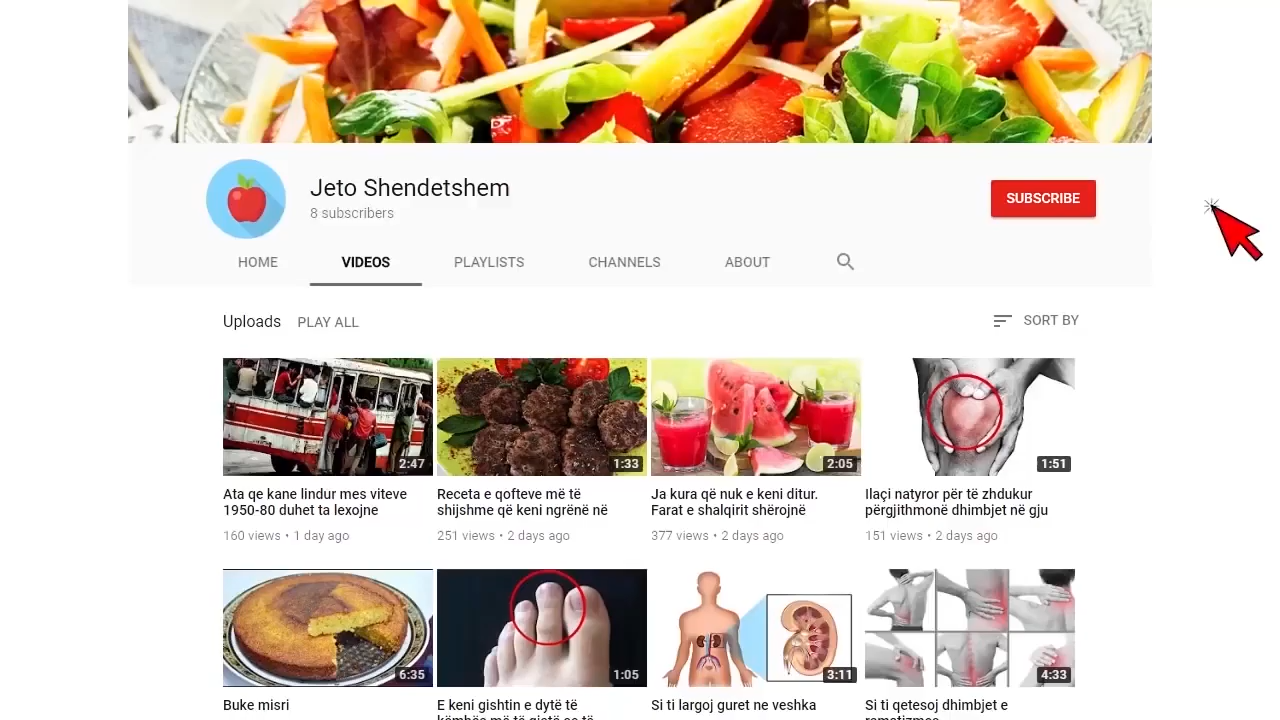 Jeto Shendetshem
8 subscribers
SUBSCRIBE
HOME VIDEOS PLAYLISTS CHANNELS ABOUT
Uploads PLAY ALL SORT BY
2:47 1:33 2:05 1:51
Ata qe kane lindur mes viteve
1950-80 duhet ta lexojne
160 views • 1 day ago
Receta e qofteve më të
shijshme që keni ngrënë në
251 views • 2 days ago
Ja kura që nuk e keni ditur.
Farat e shalqirit shërojnë
377 views • 2 days ago
Ilaçi natyror për të zhdukur
përgjithmonë dhimbjet në gju
151 views • 2 days ago
6:35 1:05 3:11 4:33
Buke misri
E keni gishtin e dytë të
Si ti largoj guret ne veshka
Si ti qetesoj dhimbjet e